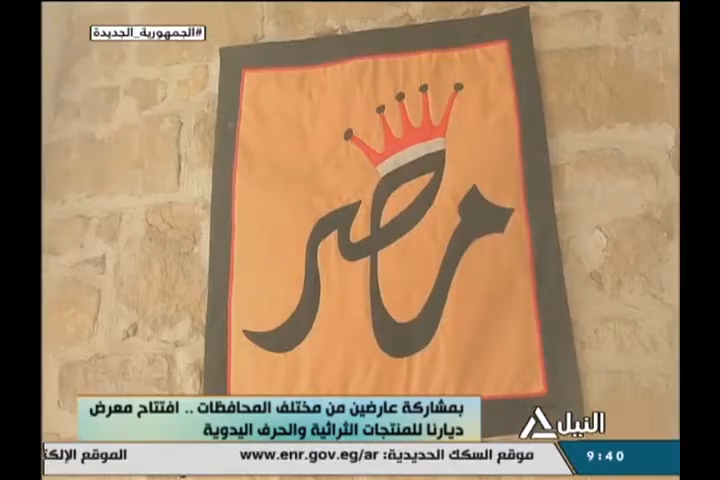 #الجمهورية_الجديدة
مصر
بمشاركة عارضين من مختلف المحافظات .. افتتاح معرض
ديارنا للمنتجات التراثية والحرف اليدوية
النيل
موقع السكك الحديدية: www.enr.gov.eg/ar الموقع الإلكت
9:40